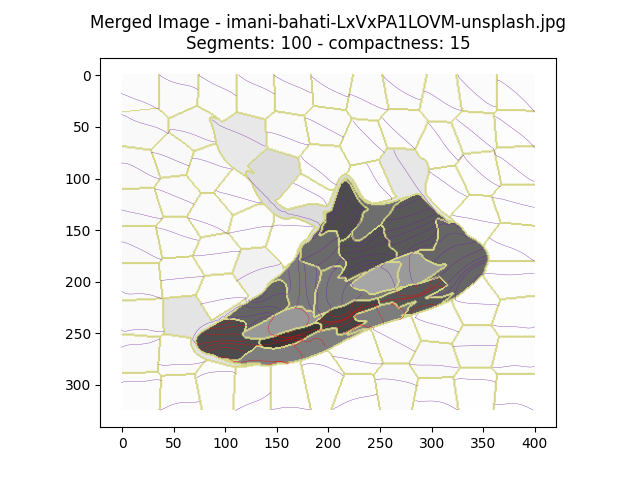 Merged Image - imani-bahati-LxVxPA1LOVM-unsplash.jpg
Segments: 100 - compactness: 15
0
50
100
150
200
250
300
0 50 100 150 200 250 300 350 400